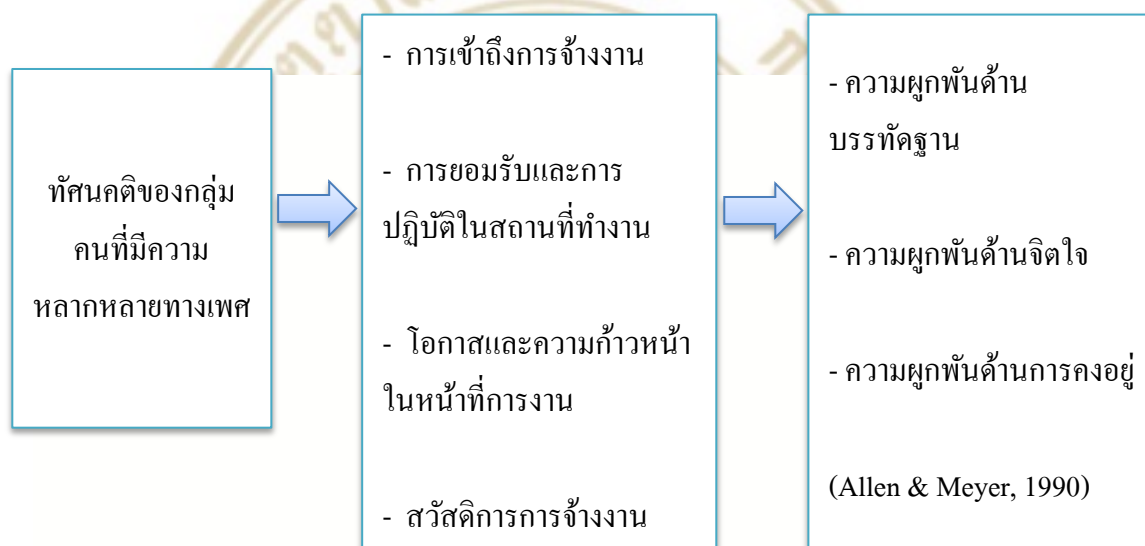 ทัศนคติของกลุ่ม
คนที่มีความ
หลากหลายทางเพศ
- การเข้าถึงการจ้างงาน
- การยอมรับและการ
ปฏิบัติในสถานที่ทำงาน
- โอกาสและความก้าวหน้า
ในหน้าที่การงาน
- สวัสดิการการจ้างงาน
- ความผูกพันด้าน
บรรทัดฐาน
- ความผูกพันด้านจิตใจ
- ความผูกพันด้านการคงอยู่
(Allen & Meyer, 1990)